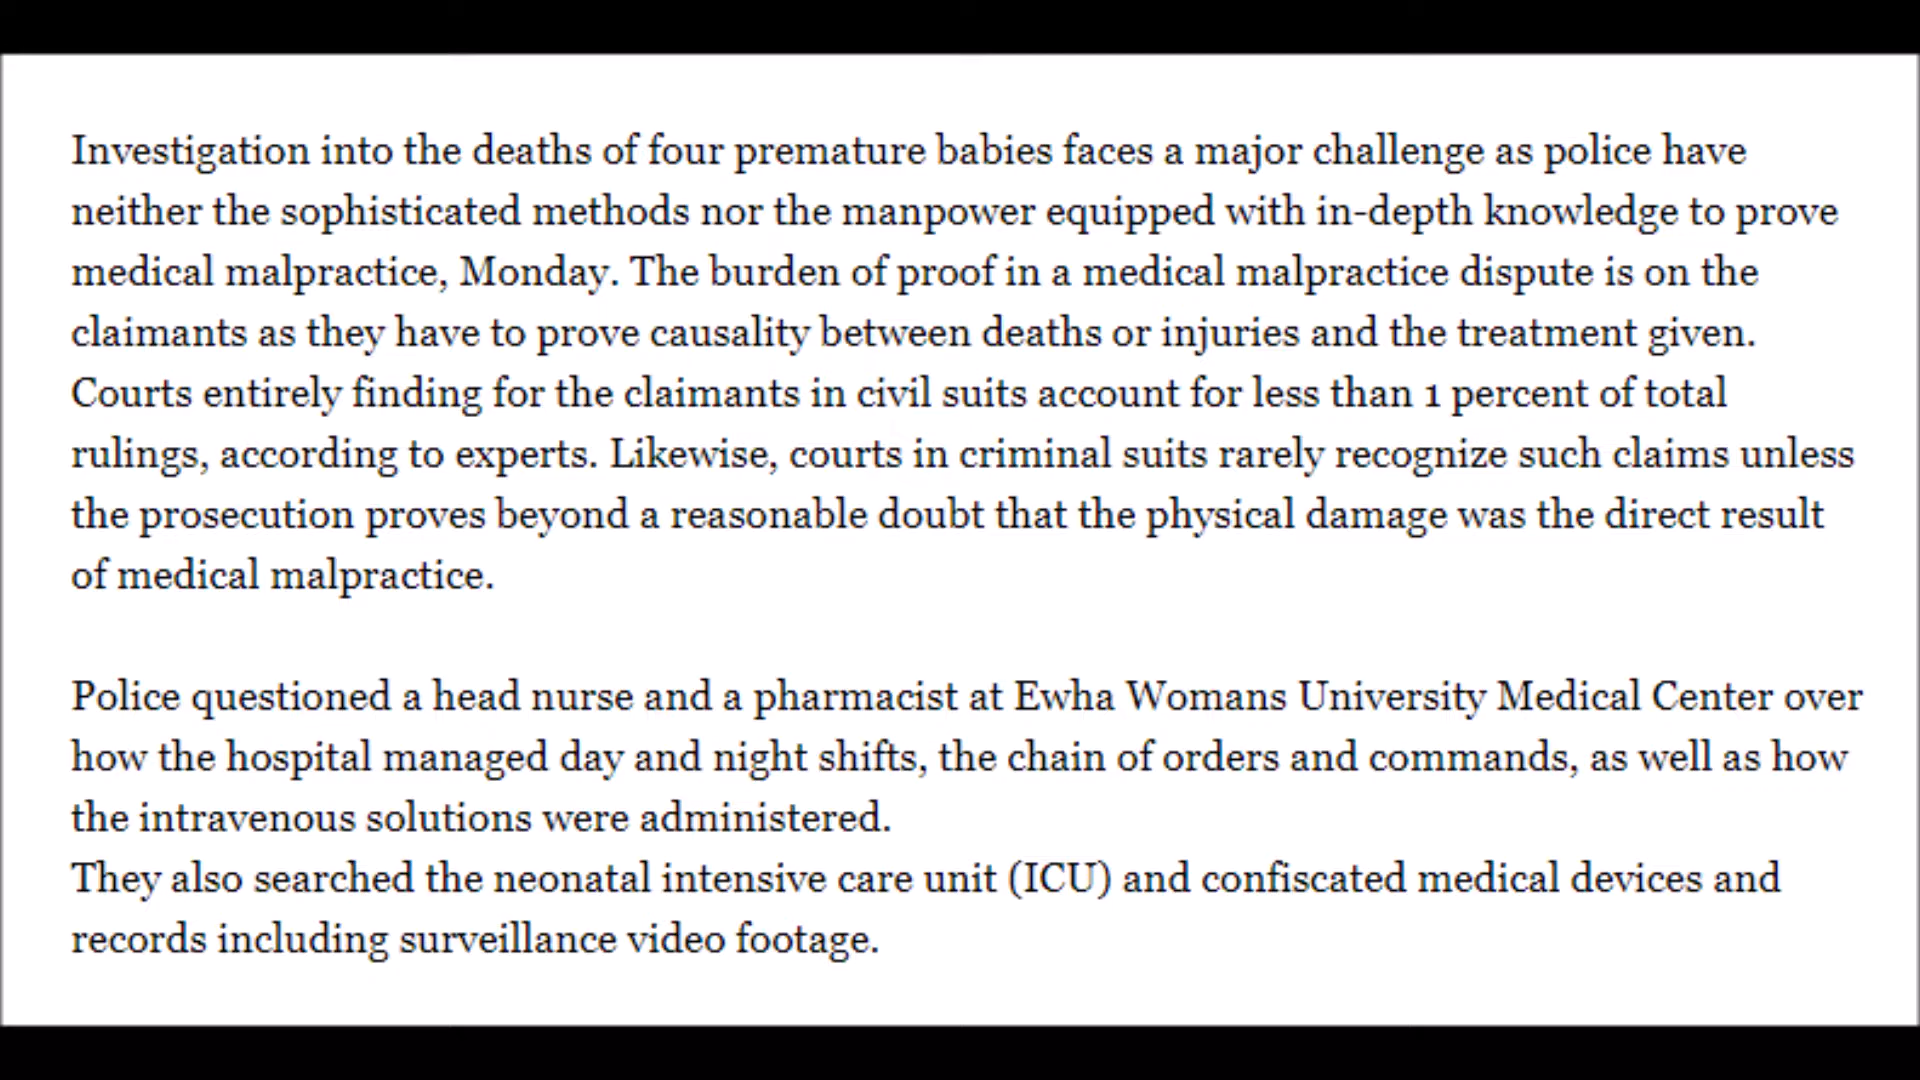 Investigation into the deaths of four premature babies faces a major challenge as police have
neither the sophisticated methods nor the manpower equipped with in-depth knowledge to prove
medical malpractice, Monday. The burden of proof in a medical malpractice dispute is on the
claimants as they have to prove causality between deaths or injuries and the treatment given.
Courts entirely finding for the claimants in civil suits account for less than 1 percent of total
rulings, according to experts. Likewise, courts in criminal suits rarely recognize such claims unless
the prosecution proves beyond a reasonable doubt that the physical damage was the direct result
of medical malpractice.
Police questioned a head nurse and a pharmacist at Ewha Womans University Medical Center over
how the hospital managed day and night shifts, the chain of orders and commands, as well as how
the intravenous solutions were administered.
They also searched the neonatal intensive care unit (ICU) and confiscated medical devices and
records including surveillance video footage.